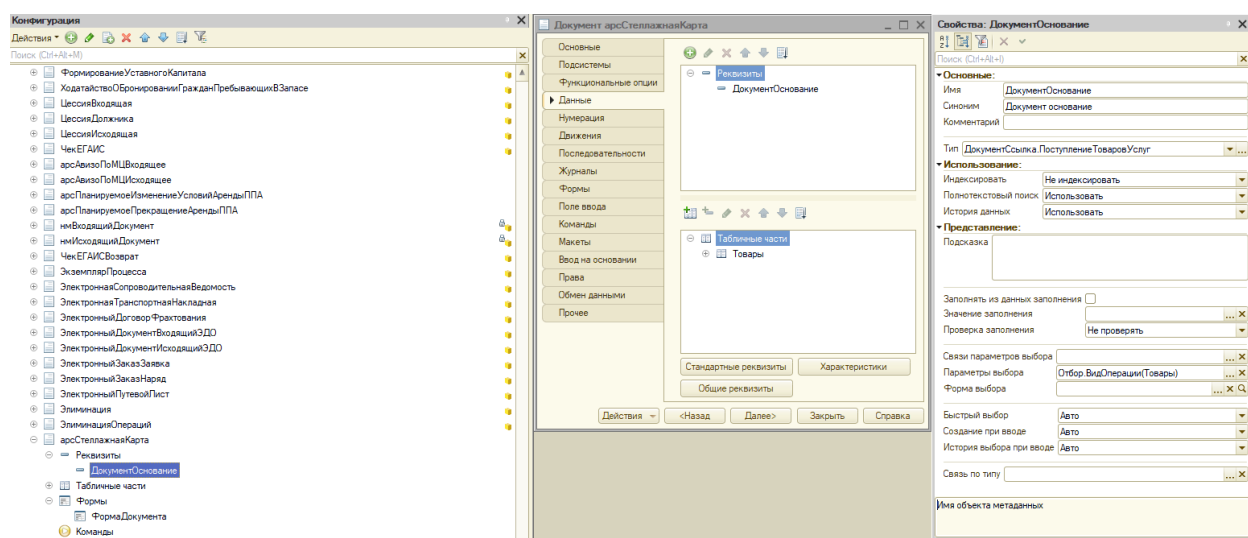 Конфигурация
Действия
Поиск (Ctrl+Alt+M)
ФормированиеУставногоКапитала
ХодатайствоОБронированииГражданПребывающихВЗапасе
ЦессияВходящая
ЦессияДолжника
ЦессияИсходящая
ЧекЕГАИС
арсАвизоПоМЦВходящее
арсАвизоПоМЦИсходящее
арсПланируемоеИзменениеУсловийАрендыППА
арсПланируемоеПрекращениеАрендыППА
нмВходящийДокумент
нмИсходящийДокумент
ЧекЕГАИСВозврат
ЭкземплярПроцесса
ЭлектроннаяСопроводительнаяВедомость
ЭлектроннаяТранспортнаяНакладная
ЭлектронныйДоговорФрахтования
ЭлектронныйДокументВходящийЭДО
ЭлектронныйДокументИсходящийЭДО
ЭлектронныйЗаказЗаявка
ЭлектронныйЗаказНаряд
ЭлектронныйПутевойЛист
Элиминация
ЭлиминацияОпераций
арсСтеллажнаяКарта
Реквизиты
ДокументОснование
Табличные части
Формы
ФормаДокумента
Команды
Документ арсСтеллажнаяКарта
Основные
Подсистемы
Функциональные опции
Данные
Нумерация
Движения
Последовательности
Журналы
Формы
Поле ввода
Команды
Макеты
Ввод на основании
Права
Обмен данными
Прочее
Реквизиты
ДокументОснование
Табличные части
Товары
Стандартные реквизиты Характеристики
Общие реквизиты
Действия <Назад Далее> Закрыть Справка
Свойства: ДокументОснование
Поиск (Ctrl+Alt+I)
Основные:
Имя ДокументОснование
Синоним Документ основание
Комментарий
Тип ДокументСсылка.ПоступлениеТоваровУслуг
Использование:
Индексировать Не индексировать
Полнотекстовый поиск Использовать
История данных Использовать
Представление:
Подсказка
Заполнять из данных заполнения
Значение заполнения
Проверка заполнения Не проверять
Связи параметров выбора
Параметры выбора Отбор.ВидОперации(Товары)
Форма выбора
Быстрый выбор Авто
Создание при вводе Авто
История выбора при вводе Авто
Связь по типу
Имя объекта метаданных